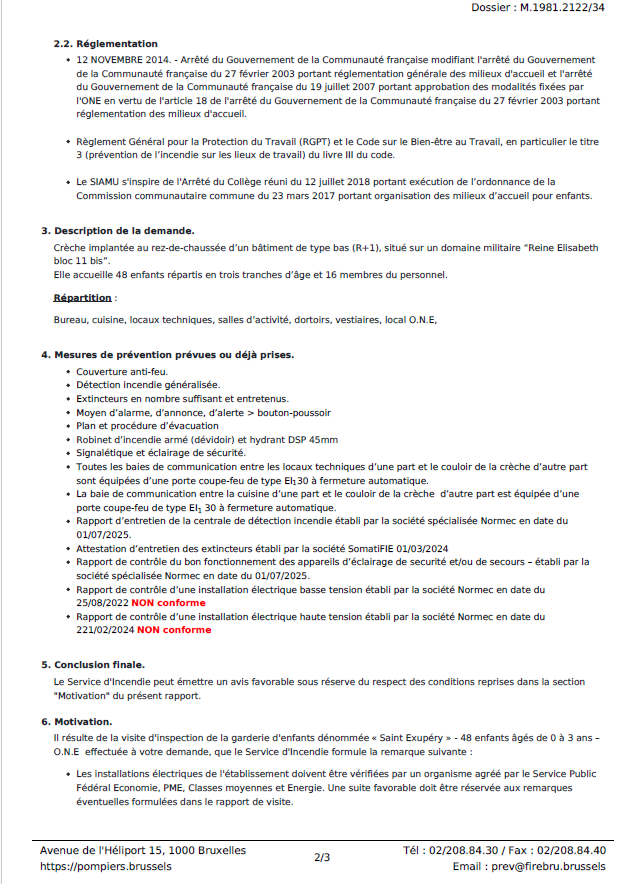 Dossier : M.1981.2122/34
2.2. Réglementation
• 12 NOVEMBRE 2014. - Arrêté du Gouvernement de la Communauté française modifiant l'arrêté du Gouvernement
de la Communauté française du 27 février 2003 portant réglementation générale des milieux d'accueil et l'arrêté
du Gouvernement de la Communauté française du 19 juillet 2007 portant approbation des modalités fixées par
l'ONE en vertu de l'article 18 de l'arrêté du Gouvernement de la Communauté française du 27 février 2003 portant
réglementation des milieux d'accueil.
• Règlement Général pour la Protection du Travail (RGPT) et le Code sur le Bien-être au Travail, en particulier le titre
3 (prévention de l'incendie sur les lieux de travail) du livre III du code.
• Le SIAMU s'inspire de l'Arrêté du Collège réuni du 12 juillet 2018 portant exécution de l'ordonnance de la
Commission communautaire commune du 23 mars 2017 portant organisation des milieux d'accueil pour enfants.
3. Description de la demande.
Crèche implantée au rez-de-chaussée d'un bâtiment de type bas (R+1), situé sur un domaine militaire "Reine Elisabeth
bloc 11 bis".
Elle accueille 48 enfants répartis en trois tranches d'âge et 16 membres du personnel.
Répartition :
Bureau, cuisine, locaux techniques, salles d'activité, dortoirs, vestiaires, local O.N.E,
4. Mesures de prévention prévues ou déjà prises.
• Couverture anti-feu.
• Détection incendie généralisée.
• Extincteurs en nombre suffisant et entretenus.
• Moyen d'alarme, d'annonce, d'alerte > bouton-poussoir
• Plan et procédure d'évacuation
• Robinet d'incendie armé (dévidoir) et hydrant DSP 45mm
• Signalétique et éclairage de sécurité.
• Toutes les baies de communication entre les locaux techniques d'une part et le couloir de la crèche d'autre part
sont équipées d'une porte coupe-feu de type EI₁30 à fermeture automatique.
• La baie de communication entre la cuisine d'une part et le couloir de la crèche d'autre part est équipée d'une
porte coupe-feu de type EI₁ 30 à fermeture automatique.
• Rapport d'entretien de la centrale de détection incendie établi par la société spécialisée Normec en date du
01/07/2025.
• Attestation d'entretien des extincteurs établi par la société SomatiFIE 01/03/2024
• Rapport de contrôle du bon fonctionnement des appareils d'éclairage de securité et/ou de secours – établi par la
société spécialisée Normec en date du 01/07/2025.
• Rapport de contrôle d'une installation électrique basse tension établi par la société Normec en date du
25/08/2022 NON conforme
• Rapport de contrôle d'une installation électrique haute tension établi par la société Normec en date du
221/02/2024 NON conforme
5. Conclusion finale.
Le Service d'Incendie peut émettre un avis favorable sous réserve du respect des conditions reprises dans la section
"Motivation" du présent rapport.
6. Motivation.
Il résulte de la visite d'inspection de la garderie d'enfants dénommée « Saint Exupéry » - 48 enfants âgés de 0 à 3 ans –
O.N.E effectuée à votre demande, que le Service d'Incendie formule la remarque suivante :
• Les installations électriques de l'établissement doivent être vérifiées par un organisme agréé par le Service Public
Fédéral Economie, PME, Classes moyennes et Energie. Une suite favorable doit être réservée aux remarques
éventuelles formulées dans le rapport de visite.
Avenue de l'Héliport 15, 1000 Bruxelles
https://pompiers.brussels
2/3
Tél : 02/208.84.30 / Fax : 02/208.84.40
Email : prev@firebru.brussels